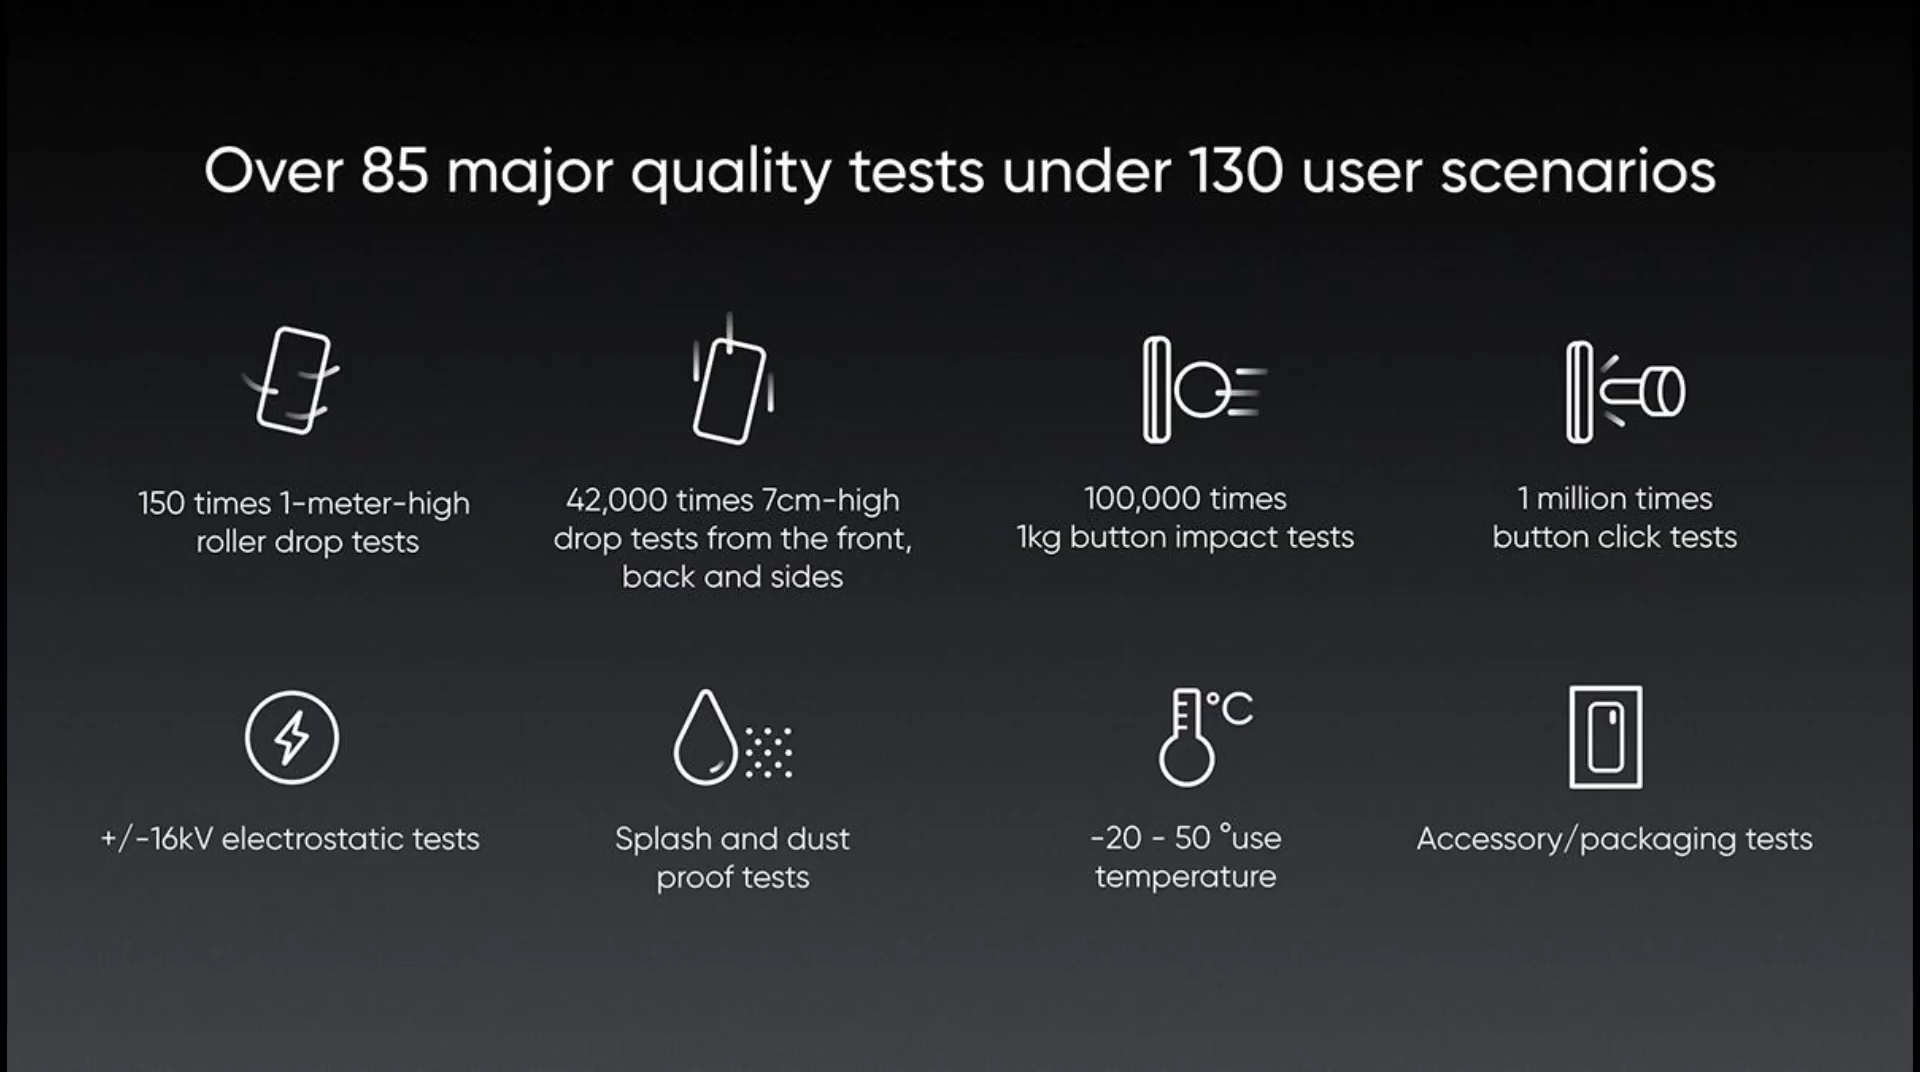 Over 85 major quality tests under 130 user scenarios
150 times 1-meter-high
roller drop tests
42,000 times 7cm-high
drop tests from the front,
back and sides
100,000 times
1kg button impact tests
1 million times
button click tests
°C
+/-16kV electrostatic tests
Splash and dust
proof tests
-20 - 50 °use
temperature
Accessory/packaging tests